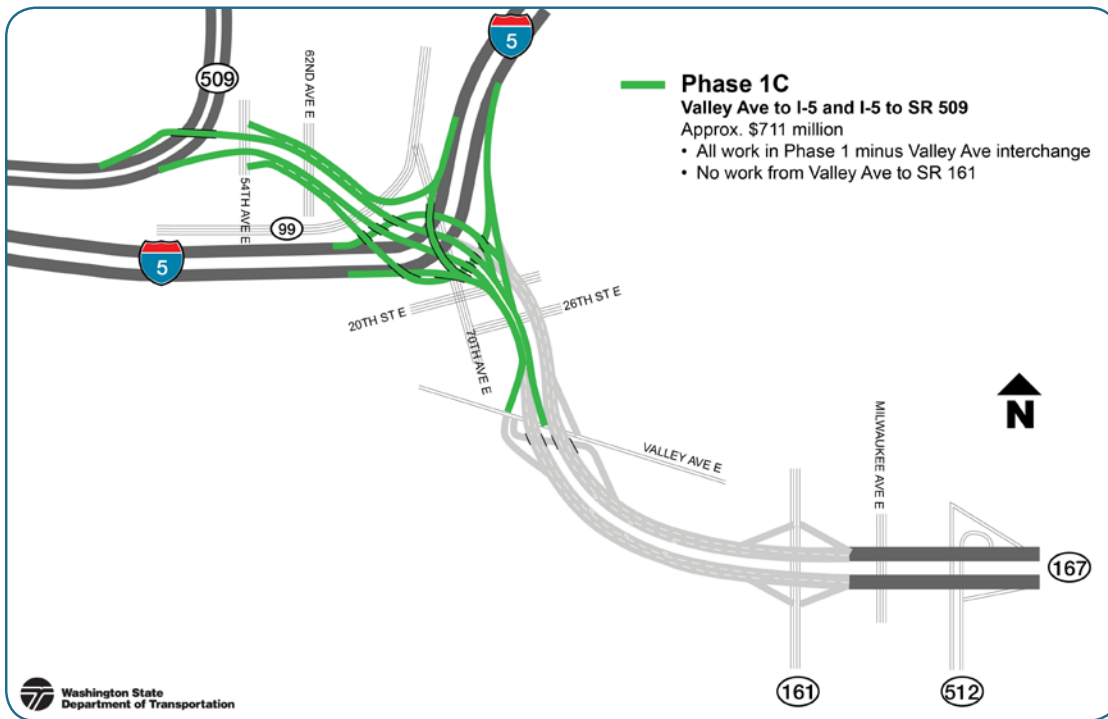 5
509
62ND AVE E
Phase 1C
Valley Ave to I-5 and I-5 to SR 509
Approx. $711 million
• All work in Phase 1 minus Valley Ave interchange
• No work from Valley Ave to SR 161
54TH AVE E
99
5
20TH ST E
26TH ST E
70TH AVE E
N
MILWAUKEE AVE E
VALLEY AVE E
167
161
512
Washington State
Department of Transportation